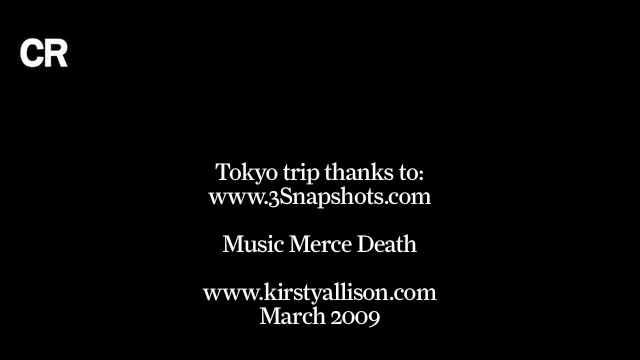 CR
Tokyo trip thanks to:
www.3Snapshots.com
Music Merce Death
www.kirstyallison.com
March 2009